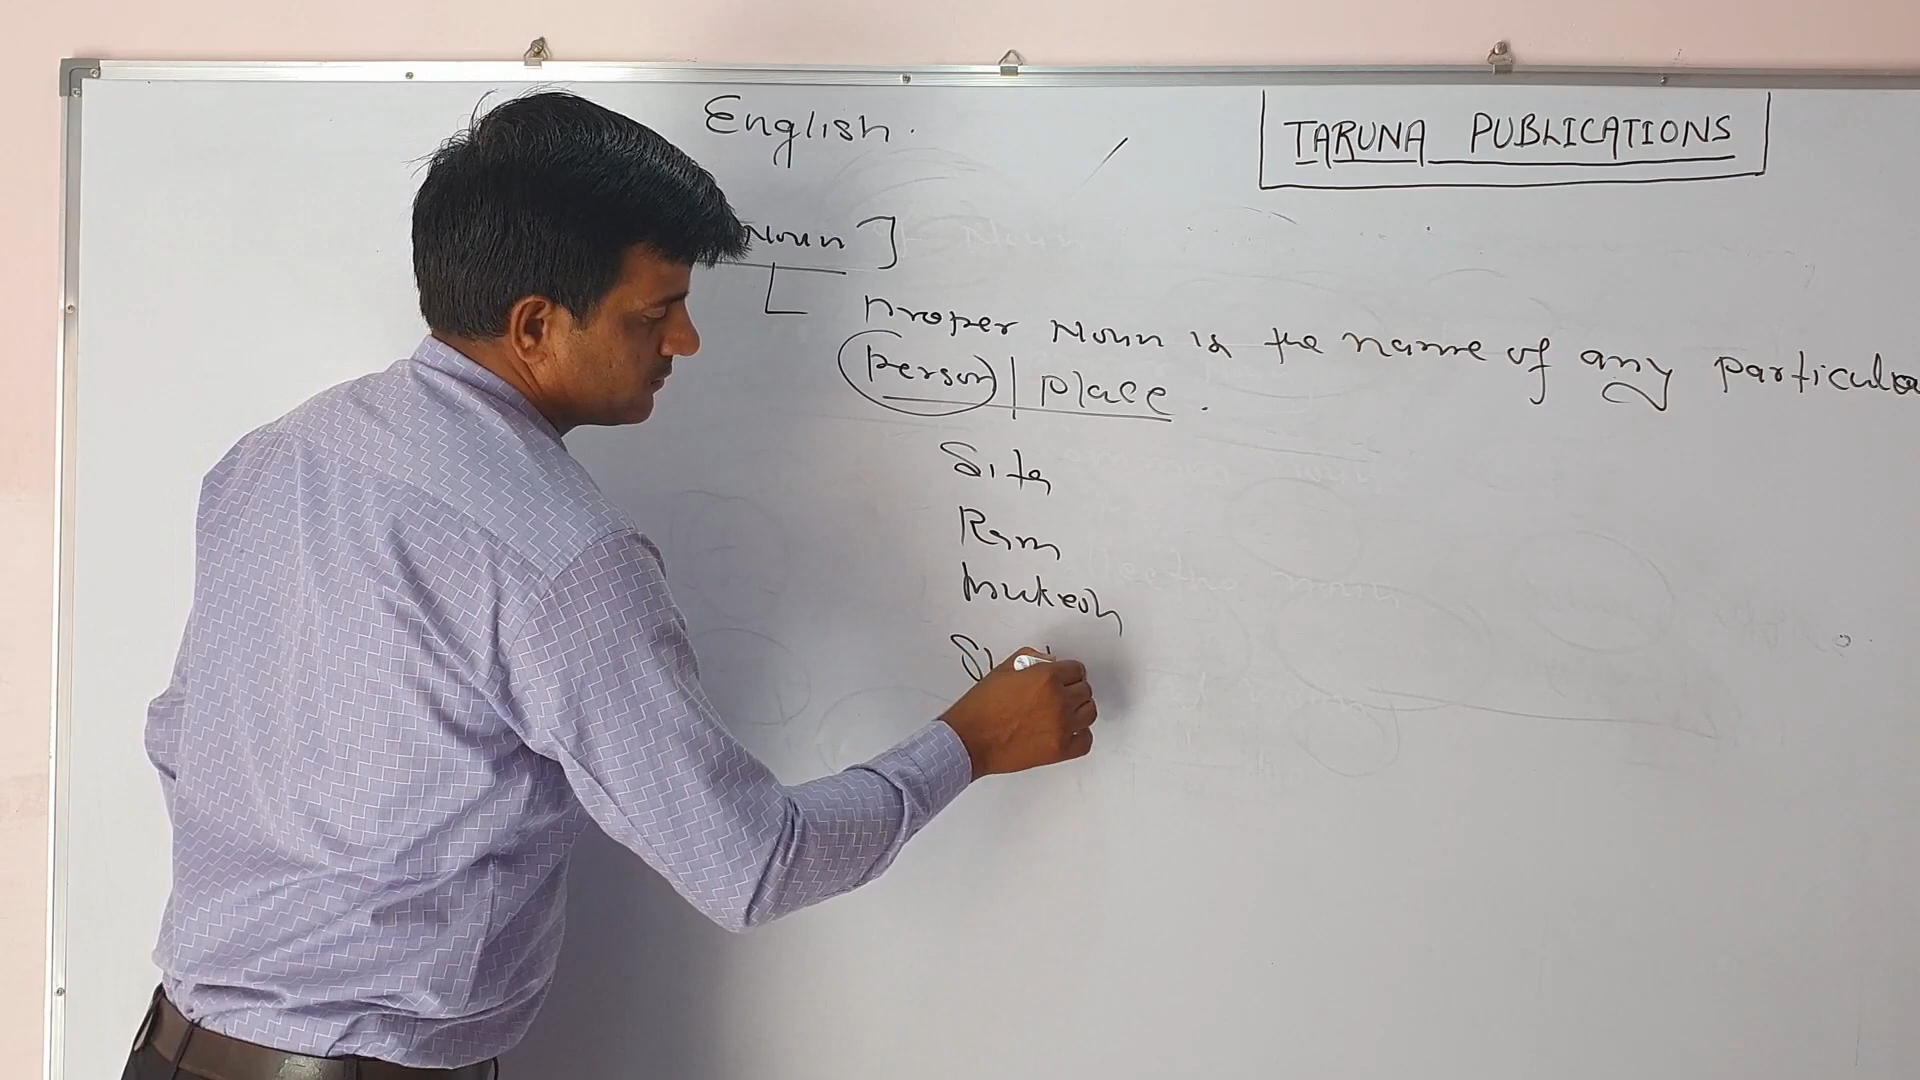 English.
TARUNA PUBLICATIONS
Noun ]
Proper Noun is the name of any particula
person | place.
Sita
Ram
Mukesh